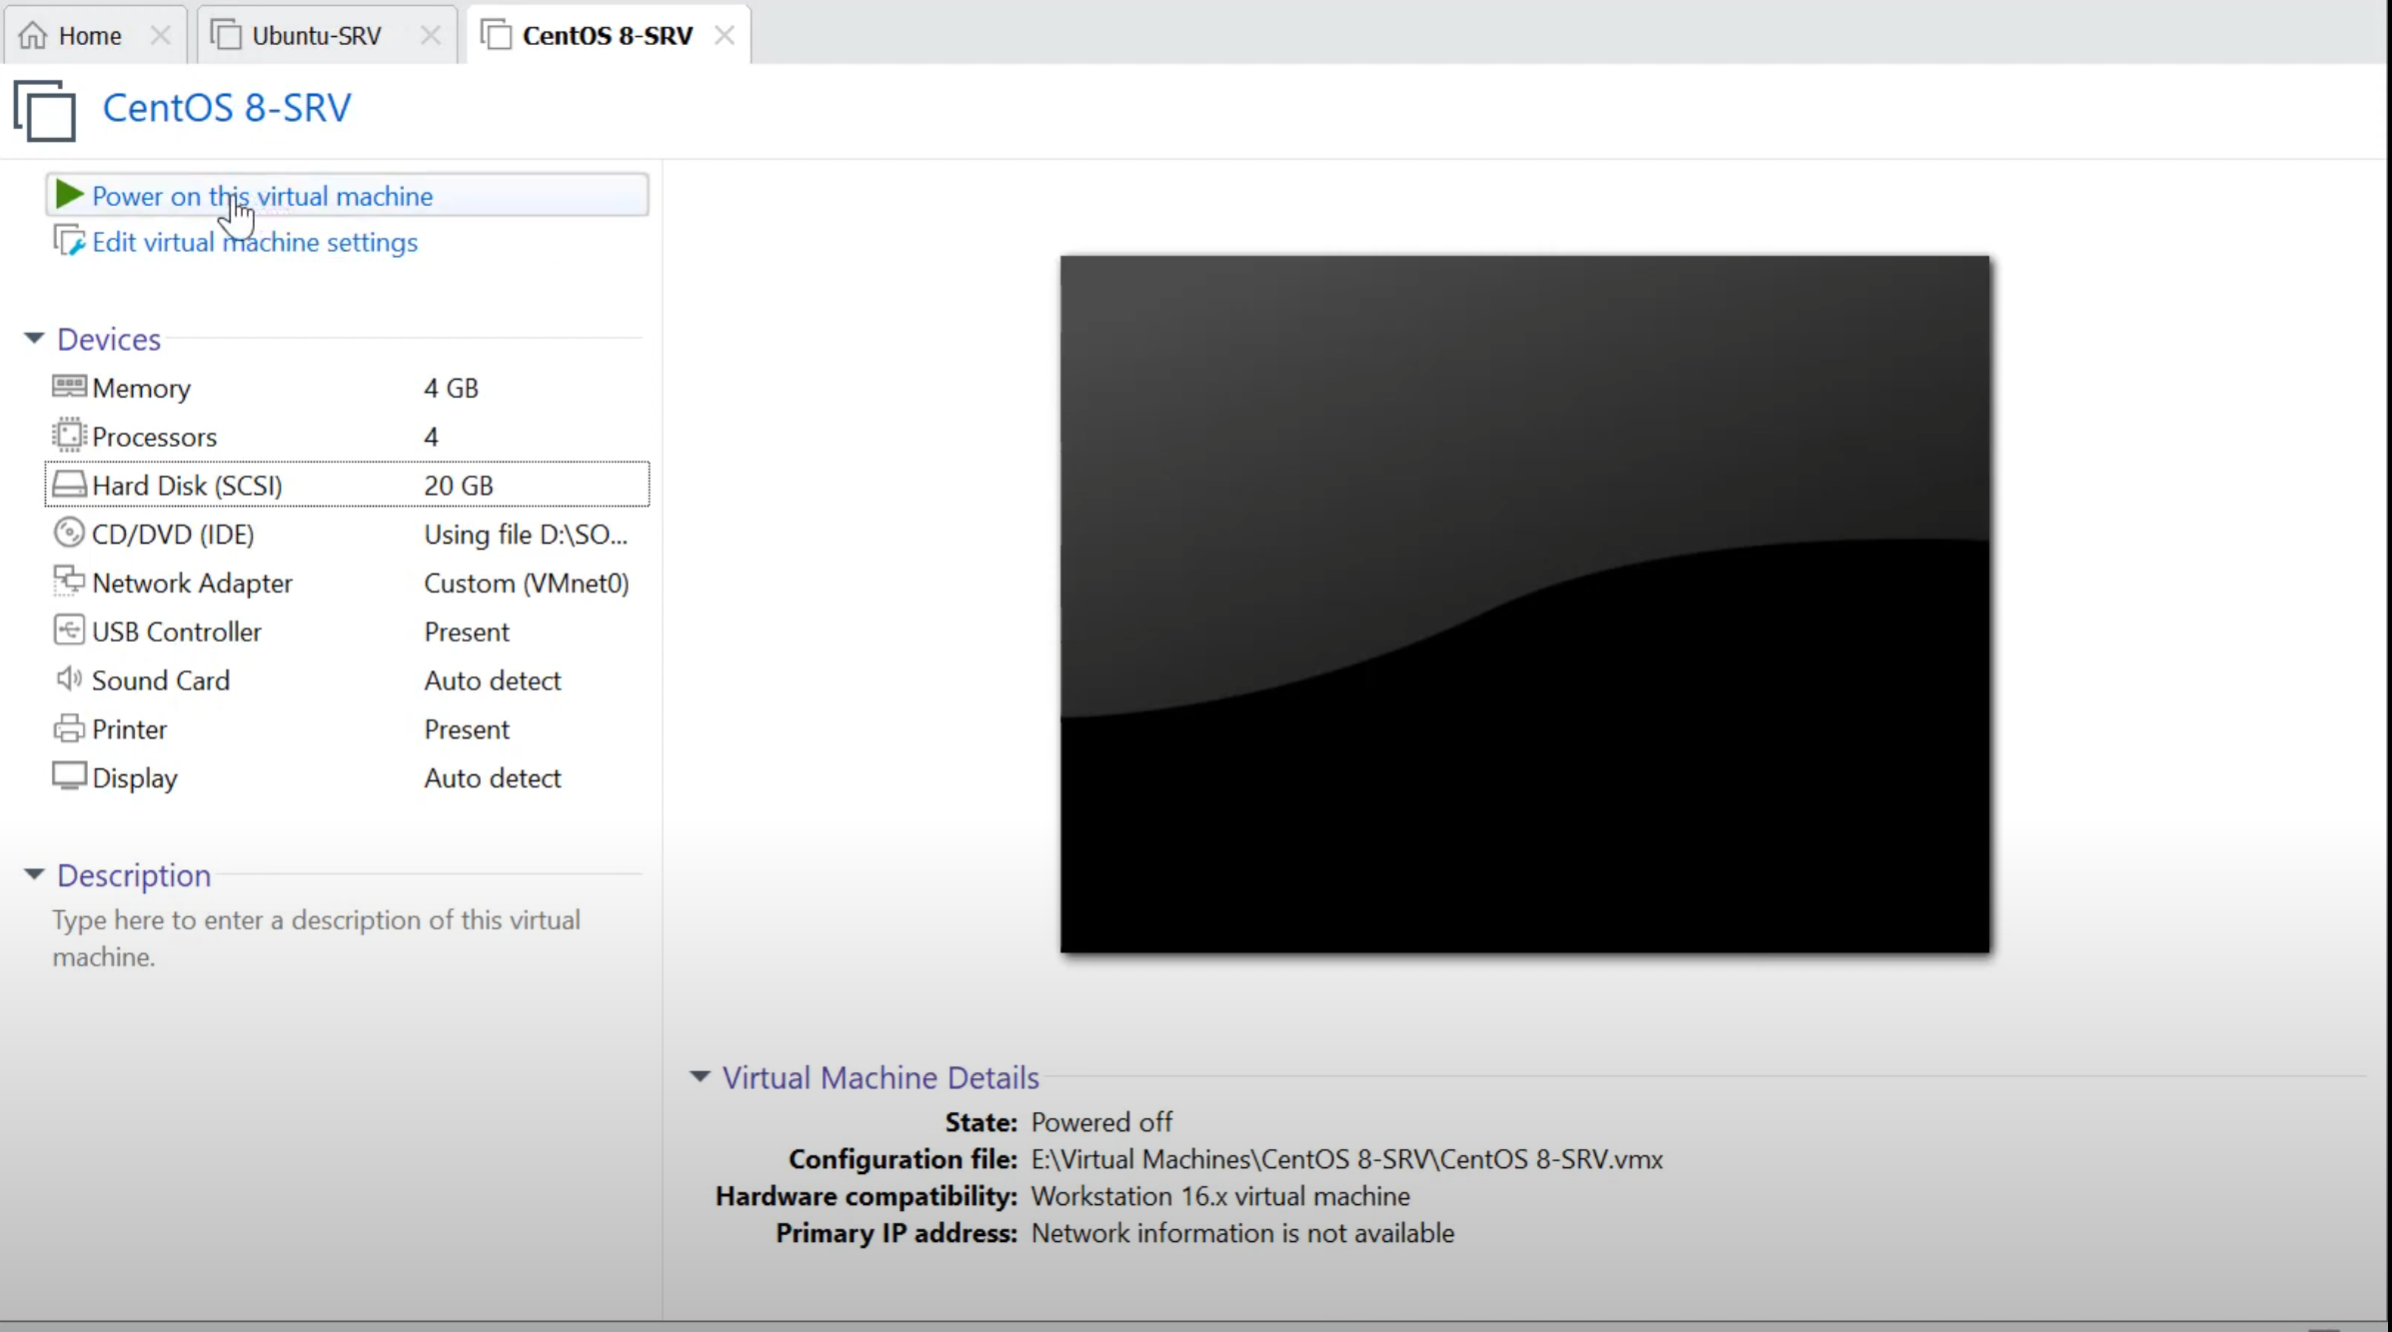 Home
Ubuntu-SRV
CentOS 8-SRV
CentOS 8-SRV
Power on this virtual machine
Edit virtual machine settings
Devices
Memory 4 GB
Processors 4
Hard Disk (SCSI) 20 GB
CD/DVD (IDE) Using file D:\SO...
Network Adapter Custom (VMnet0)
USB Controller Present
Sound Card Auto detect
Printer Present
Display Auto detect
Description
Type here to enter a description of this virtual
machine.
Virtual Machine Details
State: Powered off
Configuration file: E:\Virtual Machines\CentOS 8-SRV\CentOS 8-SRV.vmx
Hardware compatibility: Workstation 16.x virtual machine
Primary IP address: Network information is not available